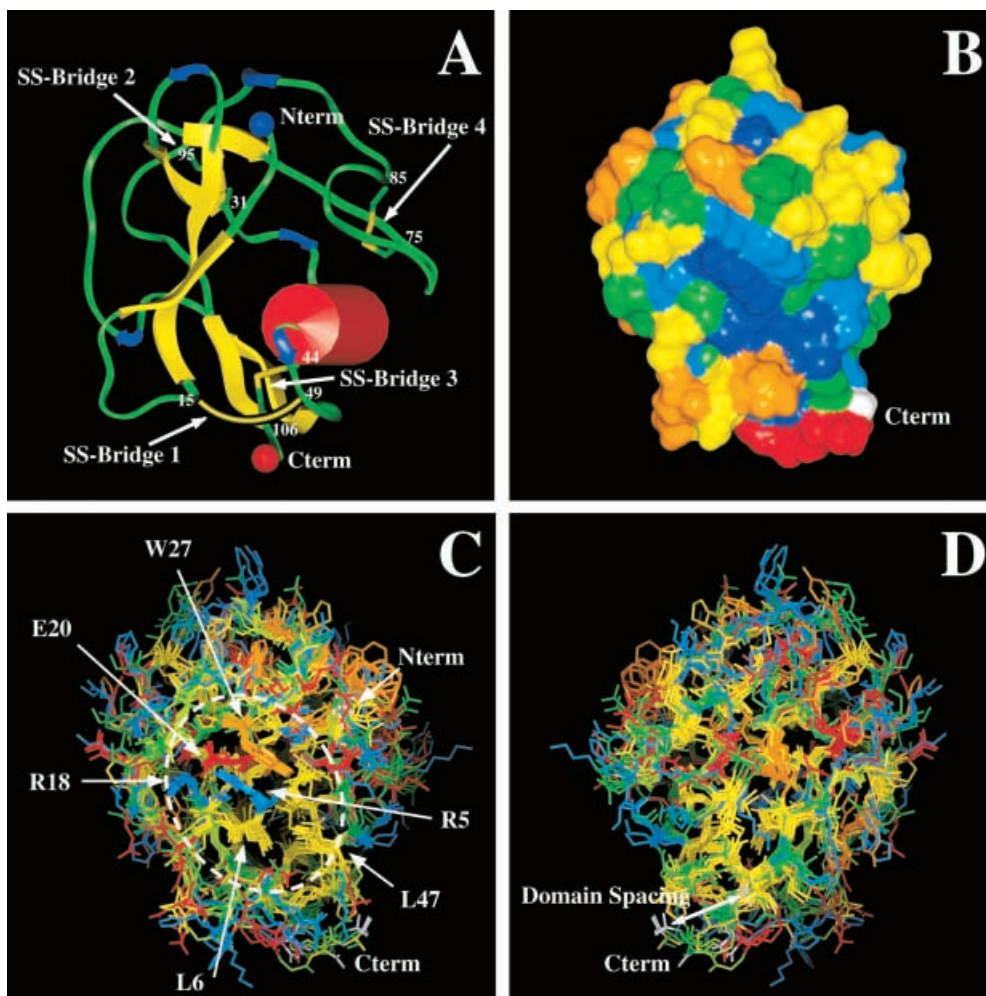 A
SS-Bridge 2
Nterm
SS-Bridge 4
95
85
31
75
44
SS-Bridge 3
15
49
106
SS-Bridge 1
Cterm
B
Cterm
C
W27
E20
Nterm
R18
R5
L47
L6
Cterm
D
Domain Spacing
Cterm